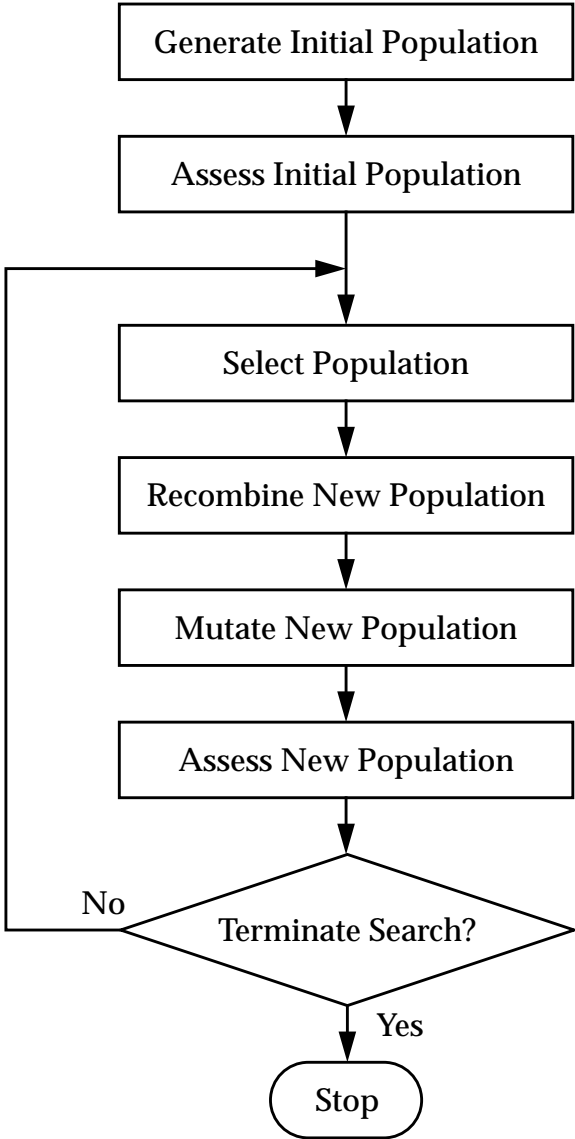 Generate Initial Population
Assess Initial Population
Select Population
Recombine New Population
Mutate New Population
Assess New Population
No
Terminate Search?
Yes
Stop